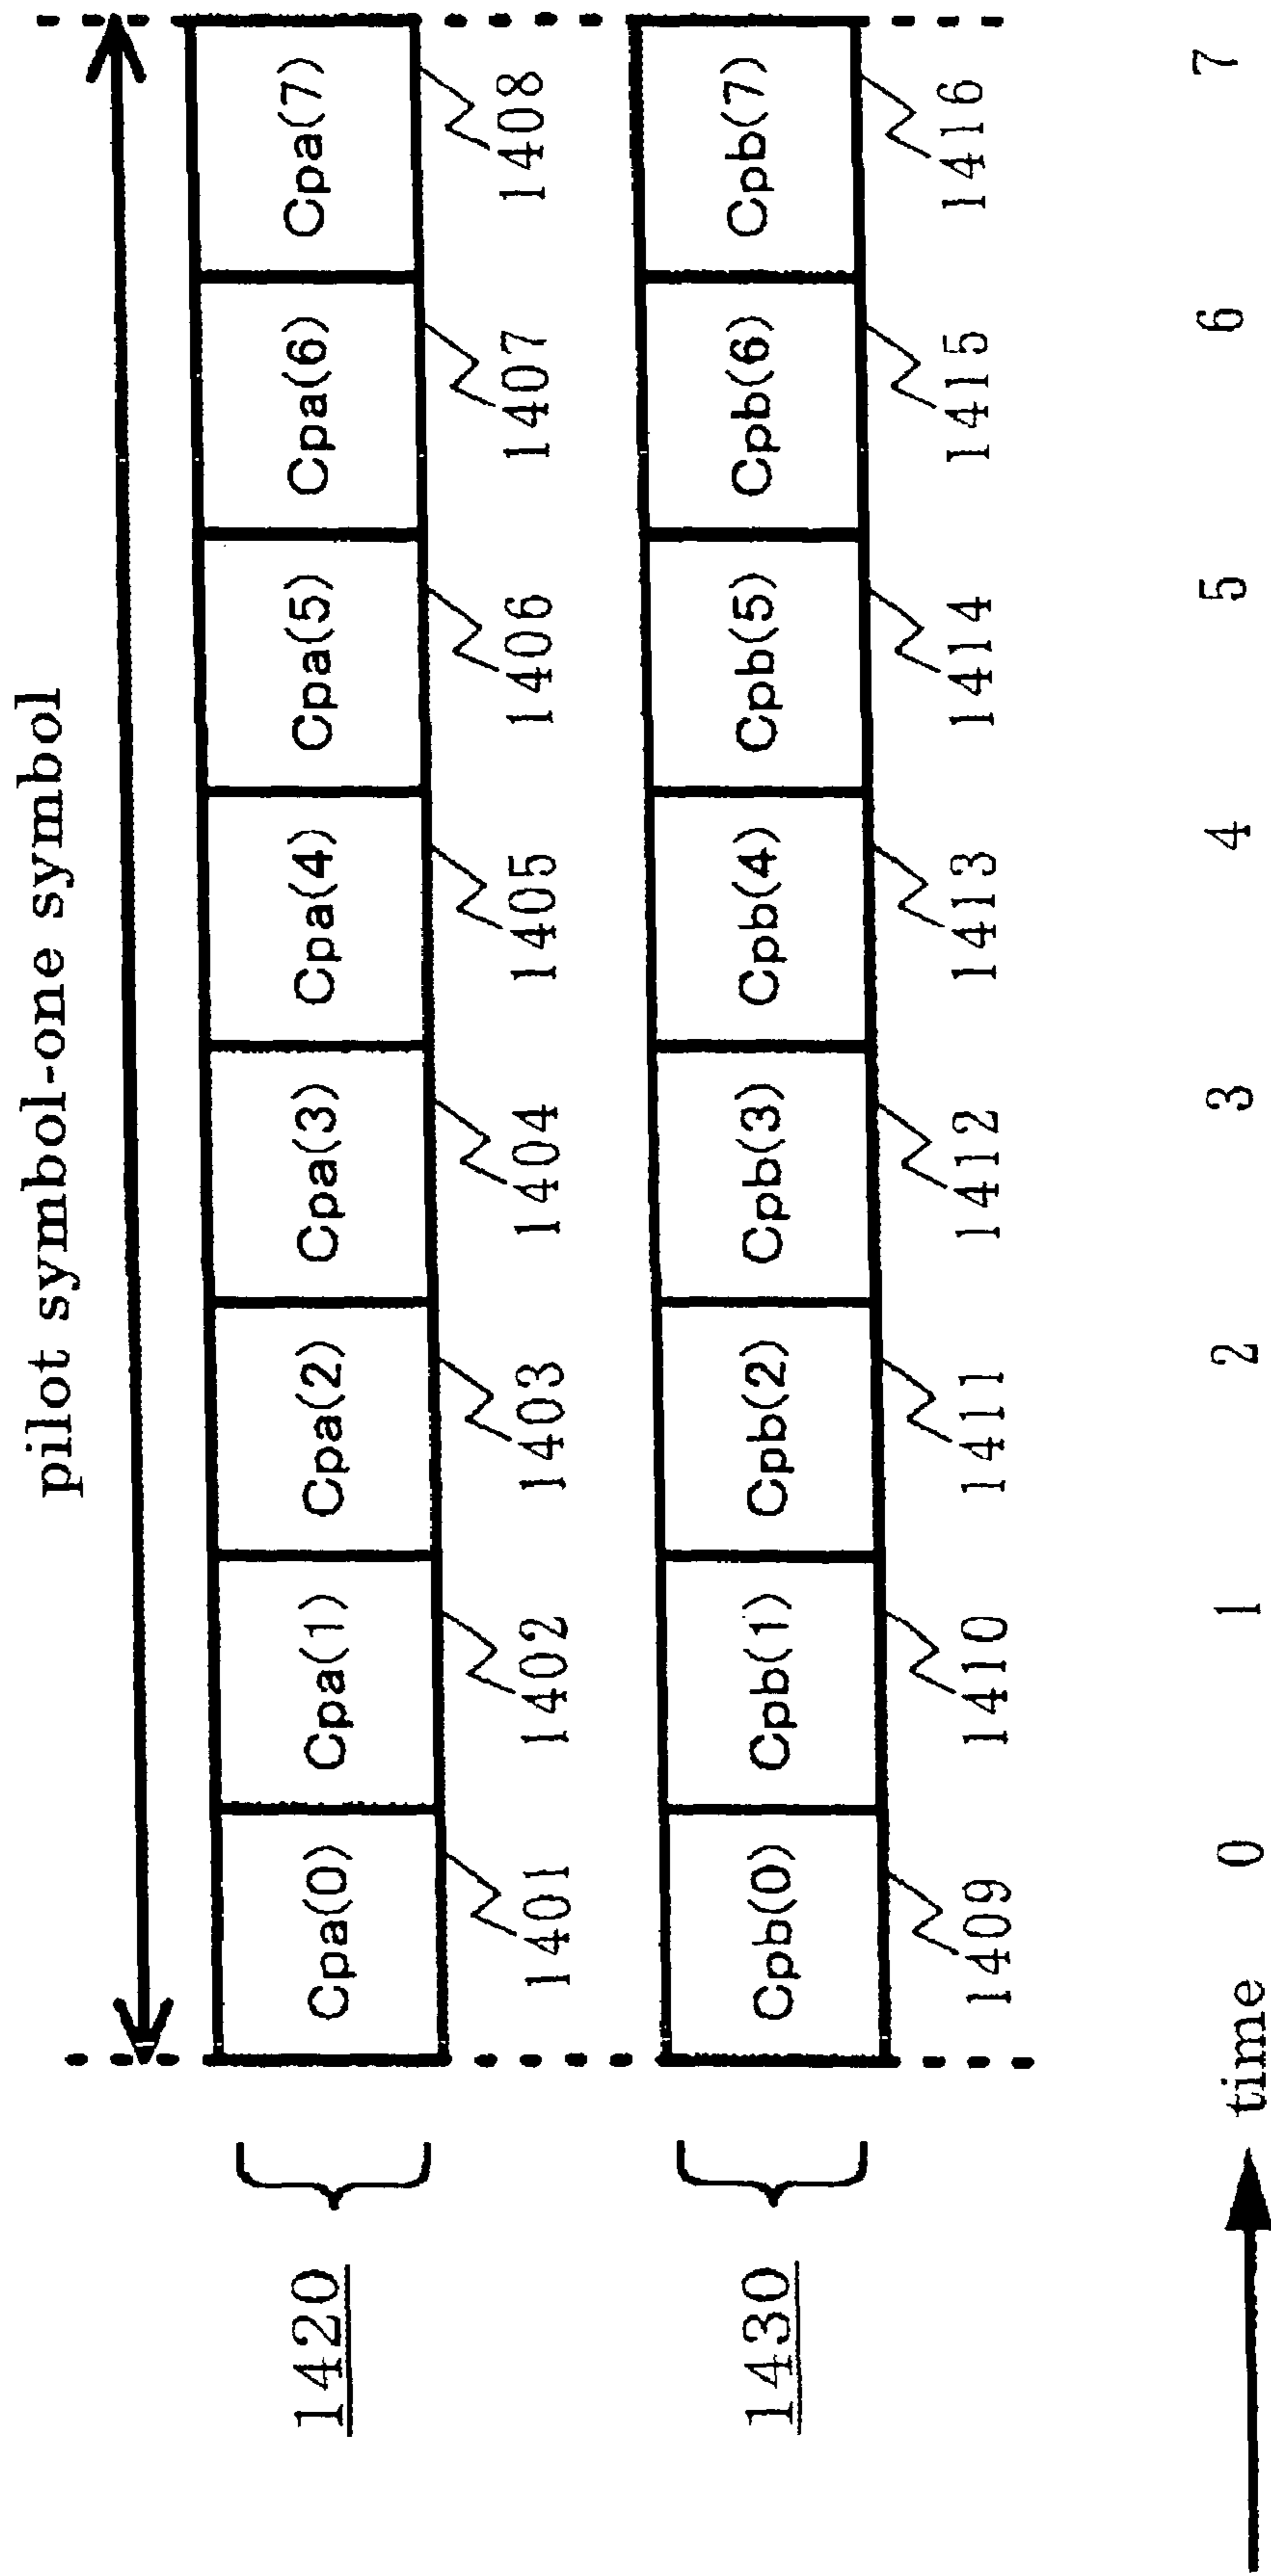 pilot symbol-one symbol
1420
Cpa(0) Cpa(1) Cpa(2) Cpa(3) Cpa(4) Cpa(5) Cpa(6) Cpa(7)
1401 1402 1403 1404 1405 1406 1407 1408
1430
Cpb(0) Cpb(1) Cpb(2) Cpb(3) Cpb(4) Cpb(5) Cpb(6) Cpb(7)
1409 1410 1411 1412 1413 1414 1415 1416
time 0 1 2 3 4 5 6 7